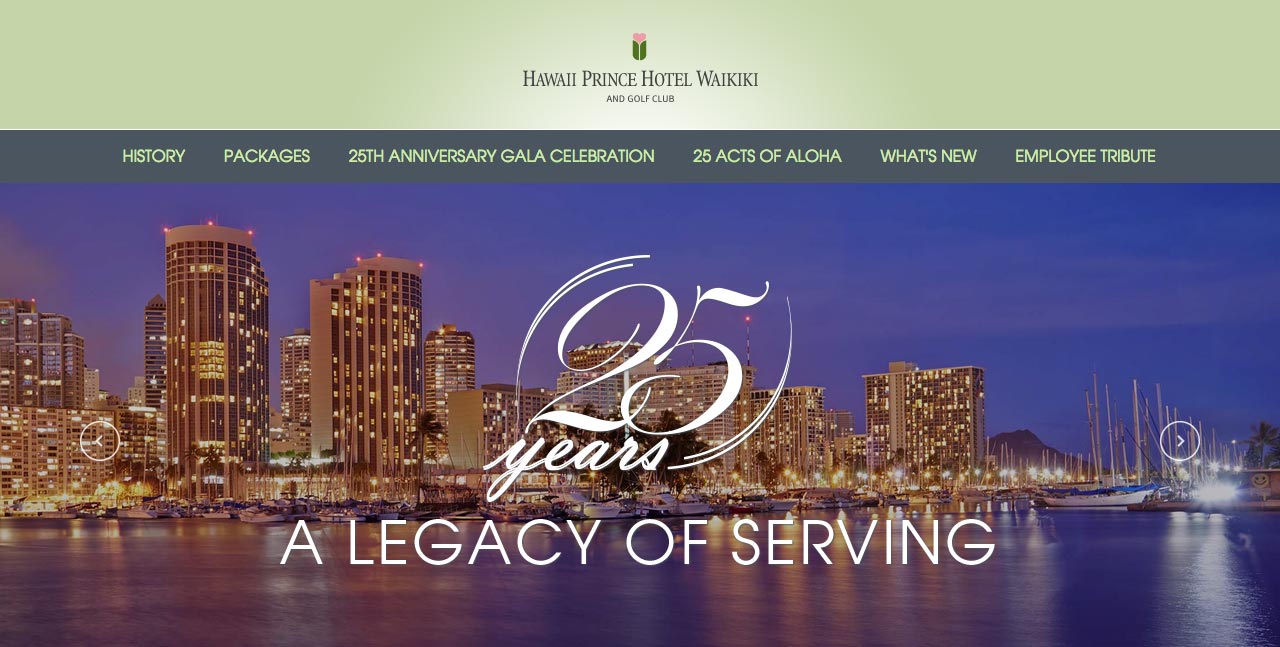 HAWAII PRINCE HOTEL WAIKIKI
AND GOLF CLUB
HISTORY PACKAGES 25TH ANNIVERSARY GALA CELEBRATION 25 ACTS OF ALOHA WHAT'S NEW EMPLOYEE TRIBUTE
25
years
A LEGACY OF SERVING